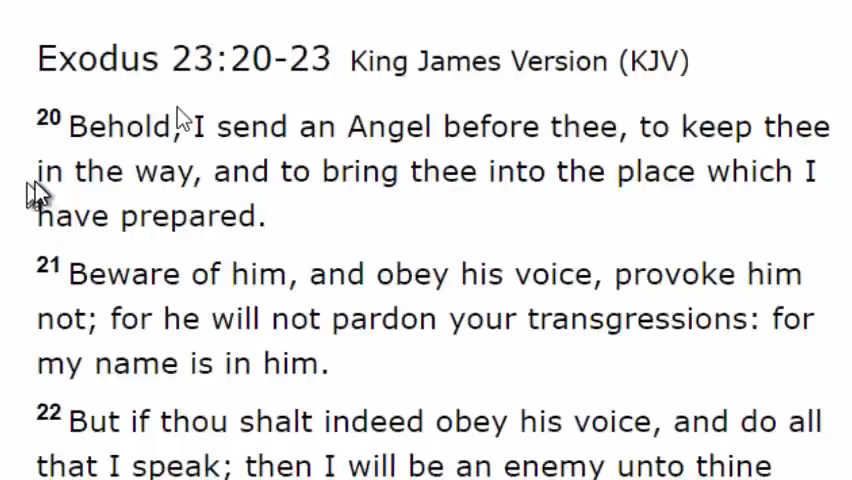 Exodus 23:20-23 King James Version (KJV)
20 Behold, I send an Angel before thee, to keep thee
in the way, and to bring thee into the place which I
have prepared.
21 Beware of him, and obey his voice, provoke him
not; for he will not pardon your transgressions: for
my name is in him.
22 But if thou shalt indeed obey his voice, and do all
that I speak; then I will be an enemy unto thine